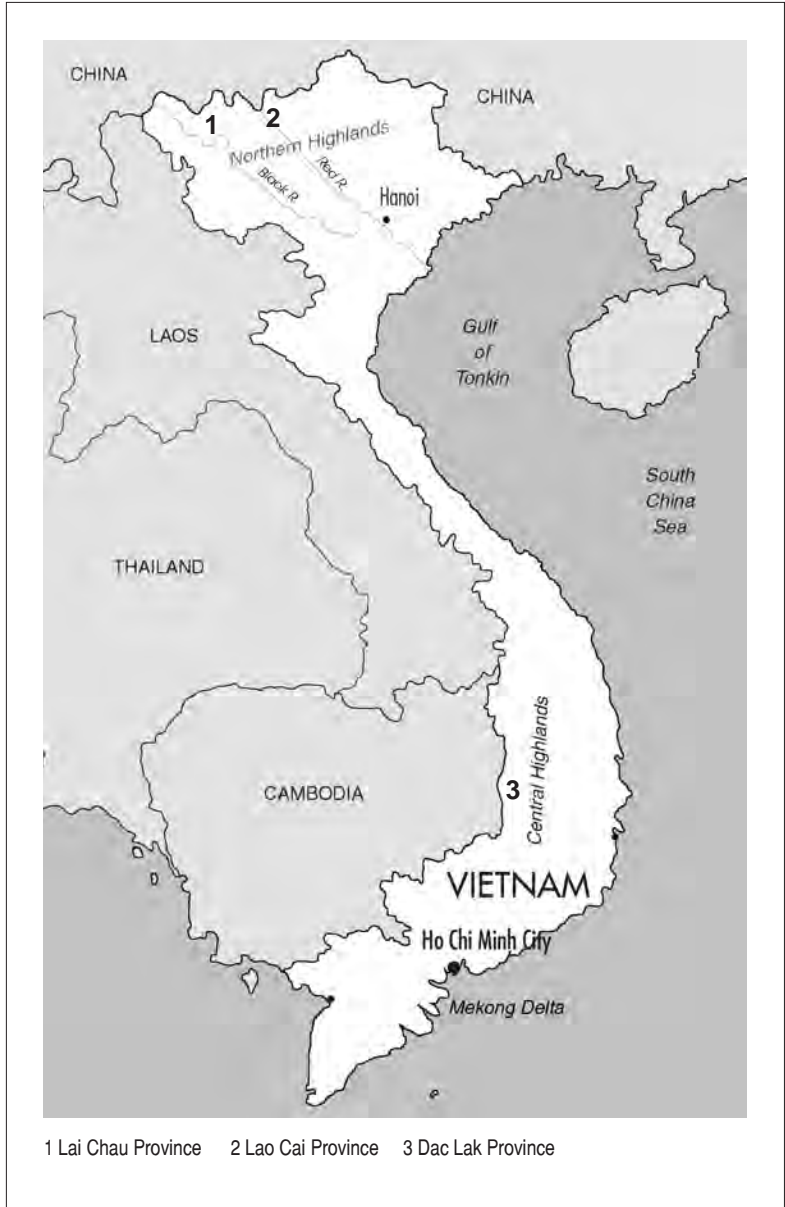 CHINA
CHINA
1
2
Northern Highlands
Red R.
Black R.
Hanoi
LAOS
Gulf
of
Tonkin
South
China
Sea
THAILAND
CAMBODIA
3
Central Highlands
VIETNAM
Ho Chi Minh City
Mekong Delta
1 Lai Chau Province 2 Lao Cai Province 3 Dac Lak Province